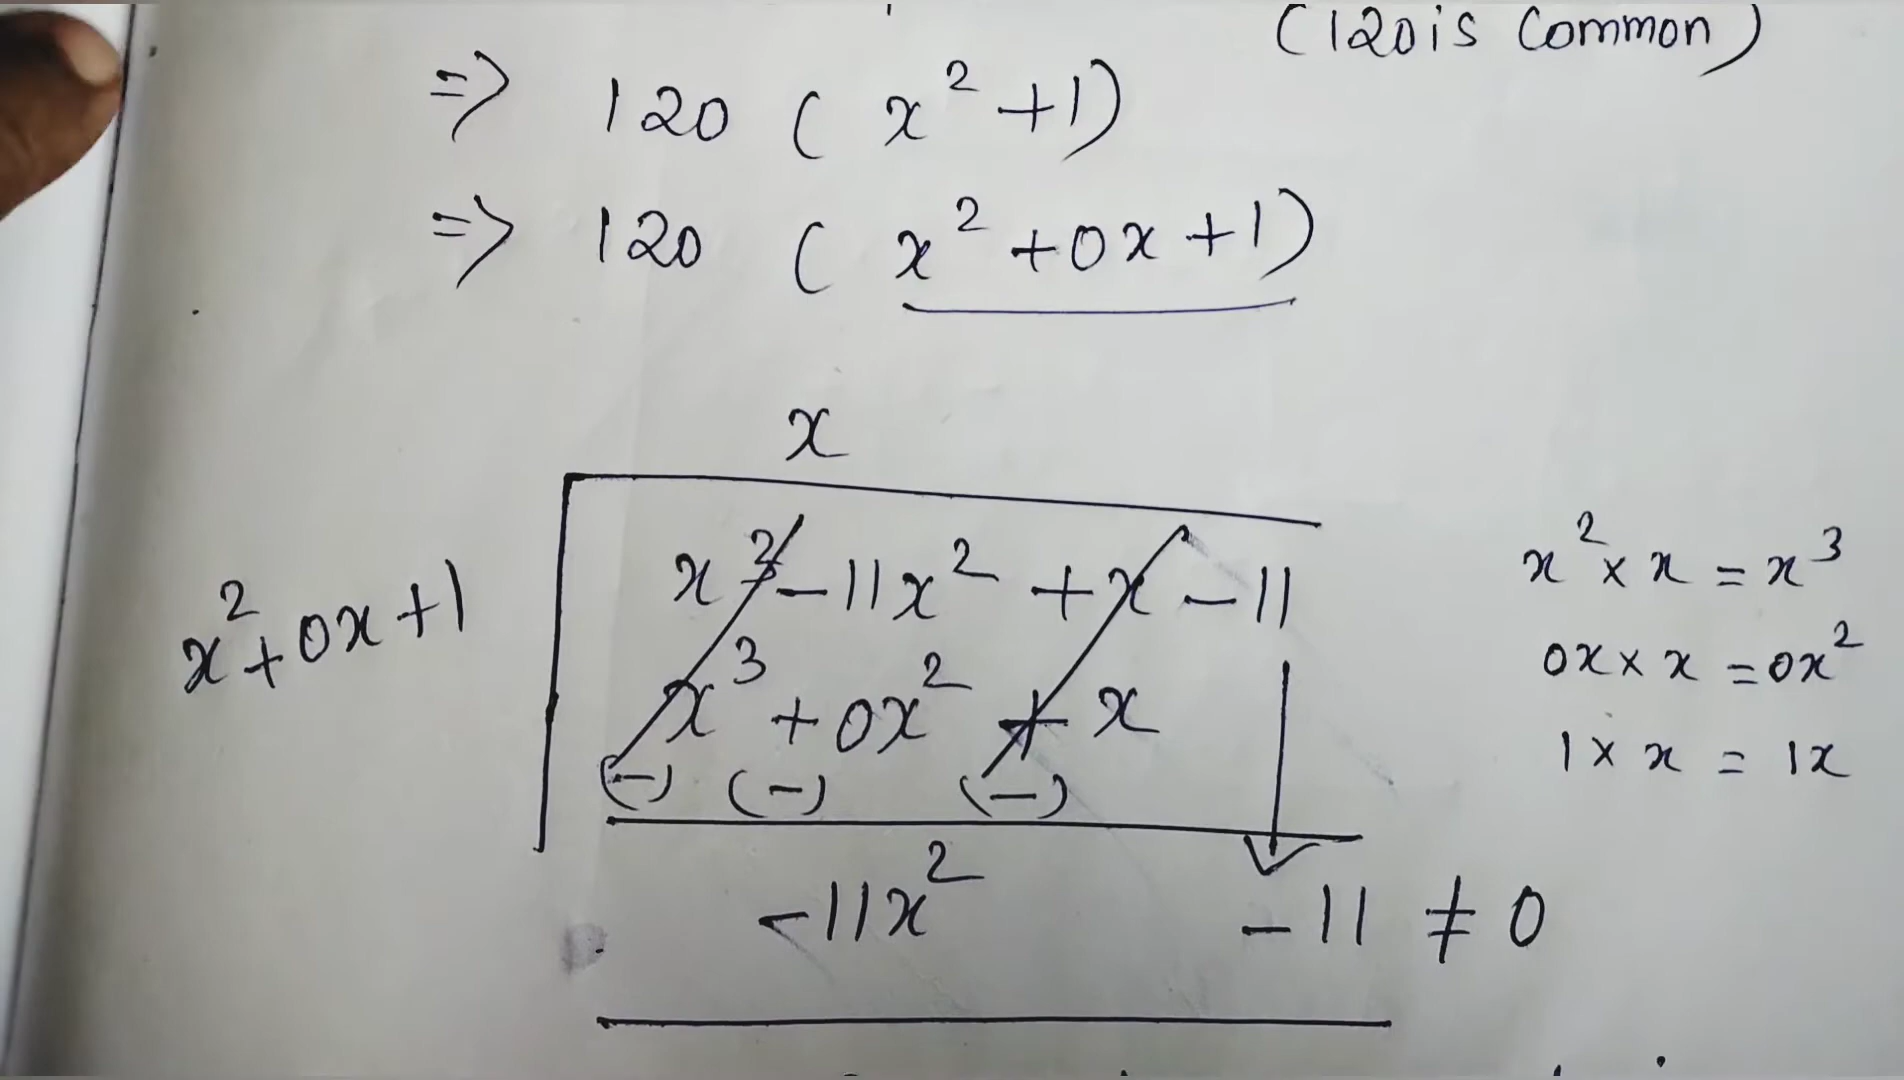 (120 is Common)
=> 120 ( x² +1)
=> 120 ( x² +0x +1)
x
x²+0x+1 x³ -11x² +x -11
x³ +0x² + x
(-) (-) (-)
-11x² -11 ≠ 0
x² × x = x³
0x × x = 0x²
1 × x = 1x